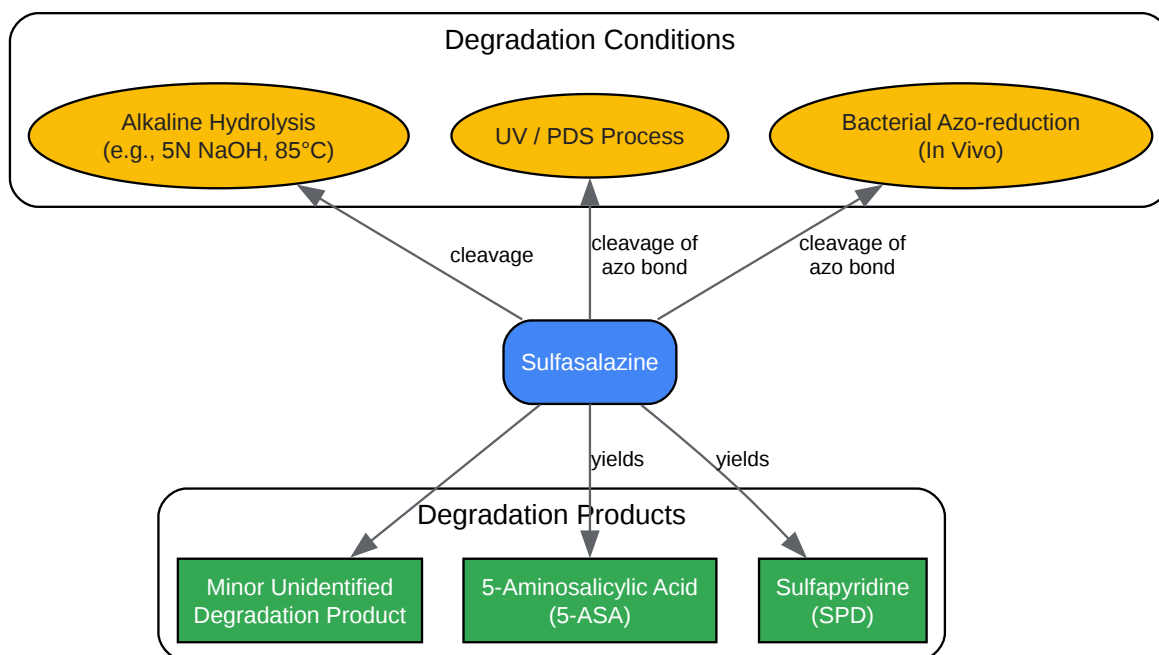 Degradation Conditions
Alkaline Hydrolysis
(e.g., 5N NaOH, 85°C)
UV / PDS Process
Bacterial Azo-reduction
(In Vivo)
cleavage
cleavage of
azo bond
cleavage of
azo bond
Sulfasalazine
yields
yields
Degradation Products
Minor Unidentified
Degradation Product
5-Aminosalicylic Acid
(5-ASA)
Sulfapyridine
(SPD)